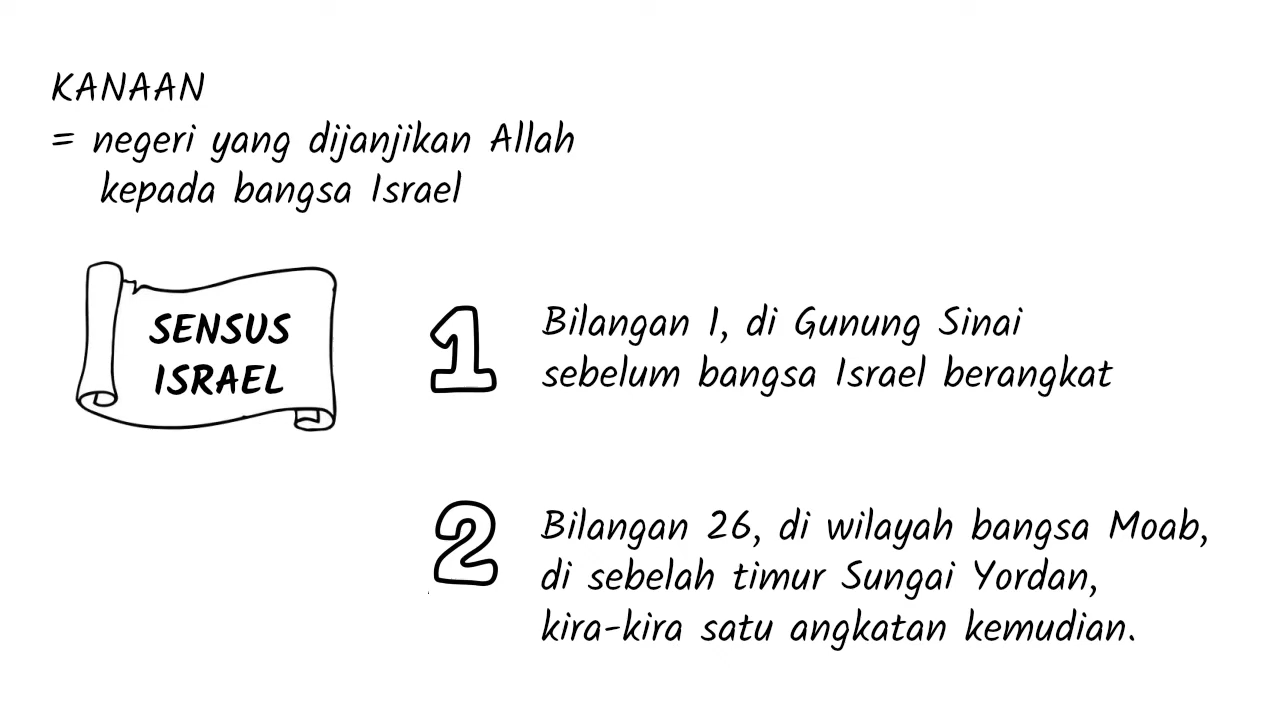 KANAAN
= negeri yang dijanjikan Allah
kepada bangsa Israel
SENSUS
ISRAEL
1
Bilangan 1, di Gunung Sinai
sebelum bangsa Israel berangkat
2
Bilangan 26, di wilayah bangsa Moab,
di sebelah timur Sungai Yordan,
kira-kira satu angkatan kemudian.